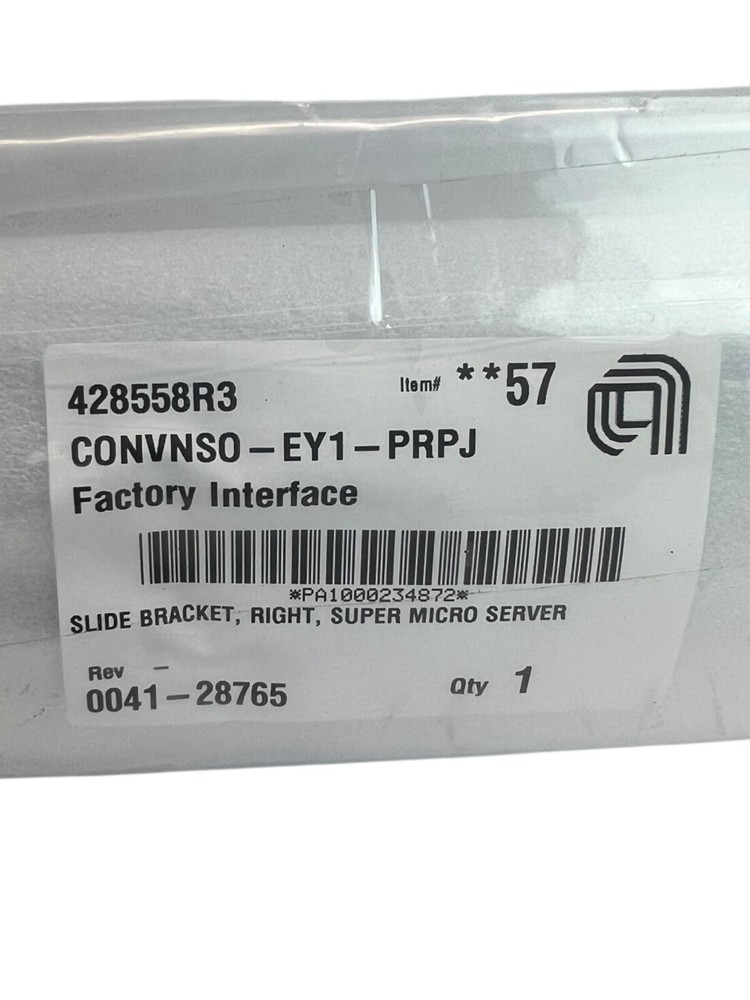 428558R3 Item# **57
CONVNSO-EY1-PRPJ
Factory Interface
*PA1000234872*
SLIDE BRACKET, RIGHT, SUPER MICRO SERVER
Rev -
0041-28765 Qty 1